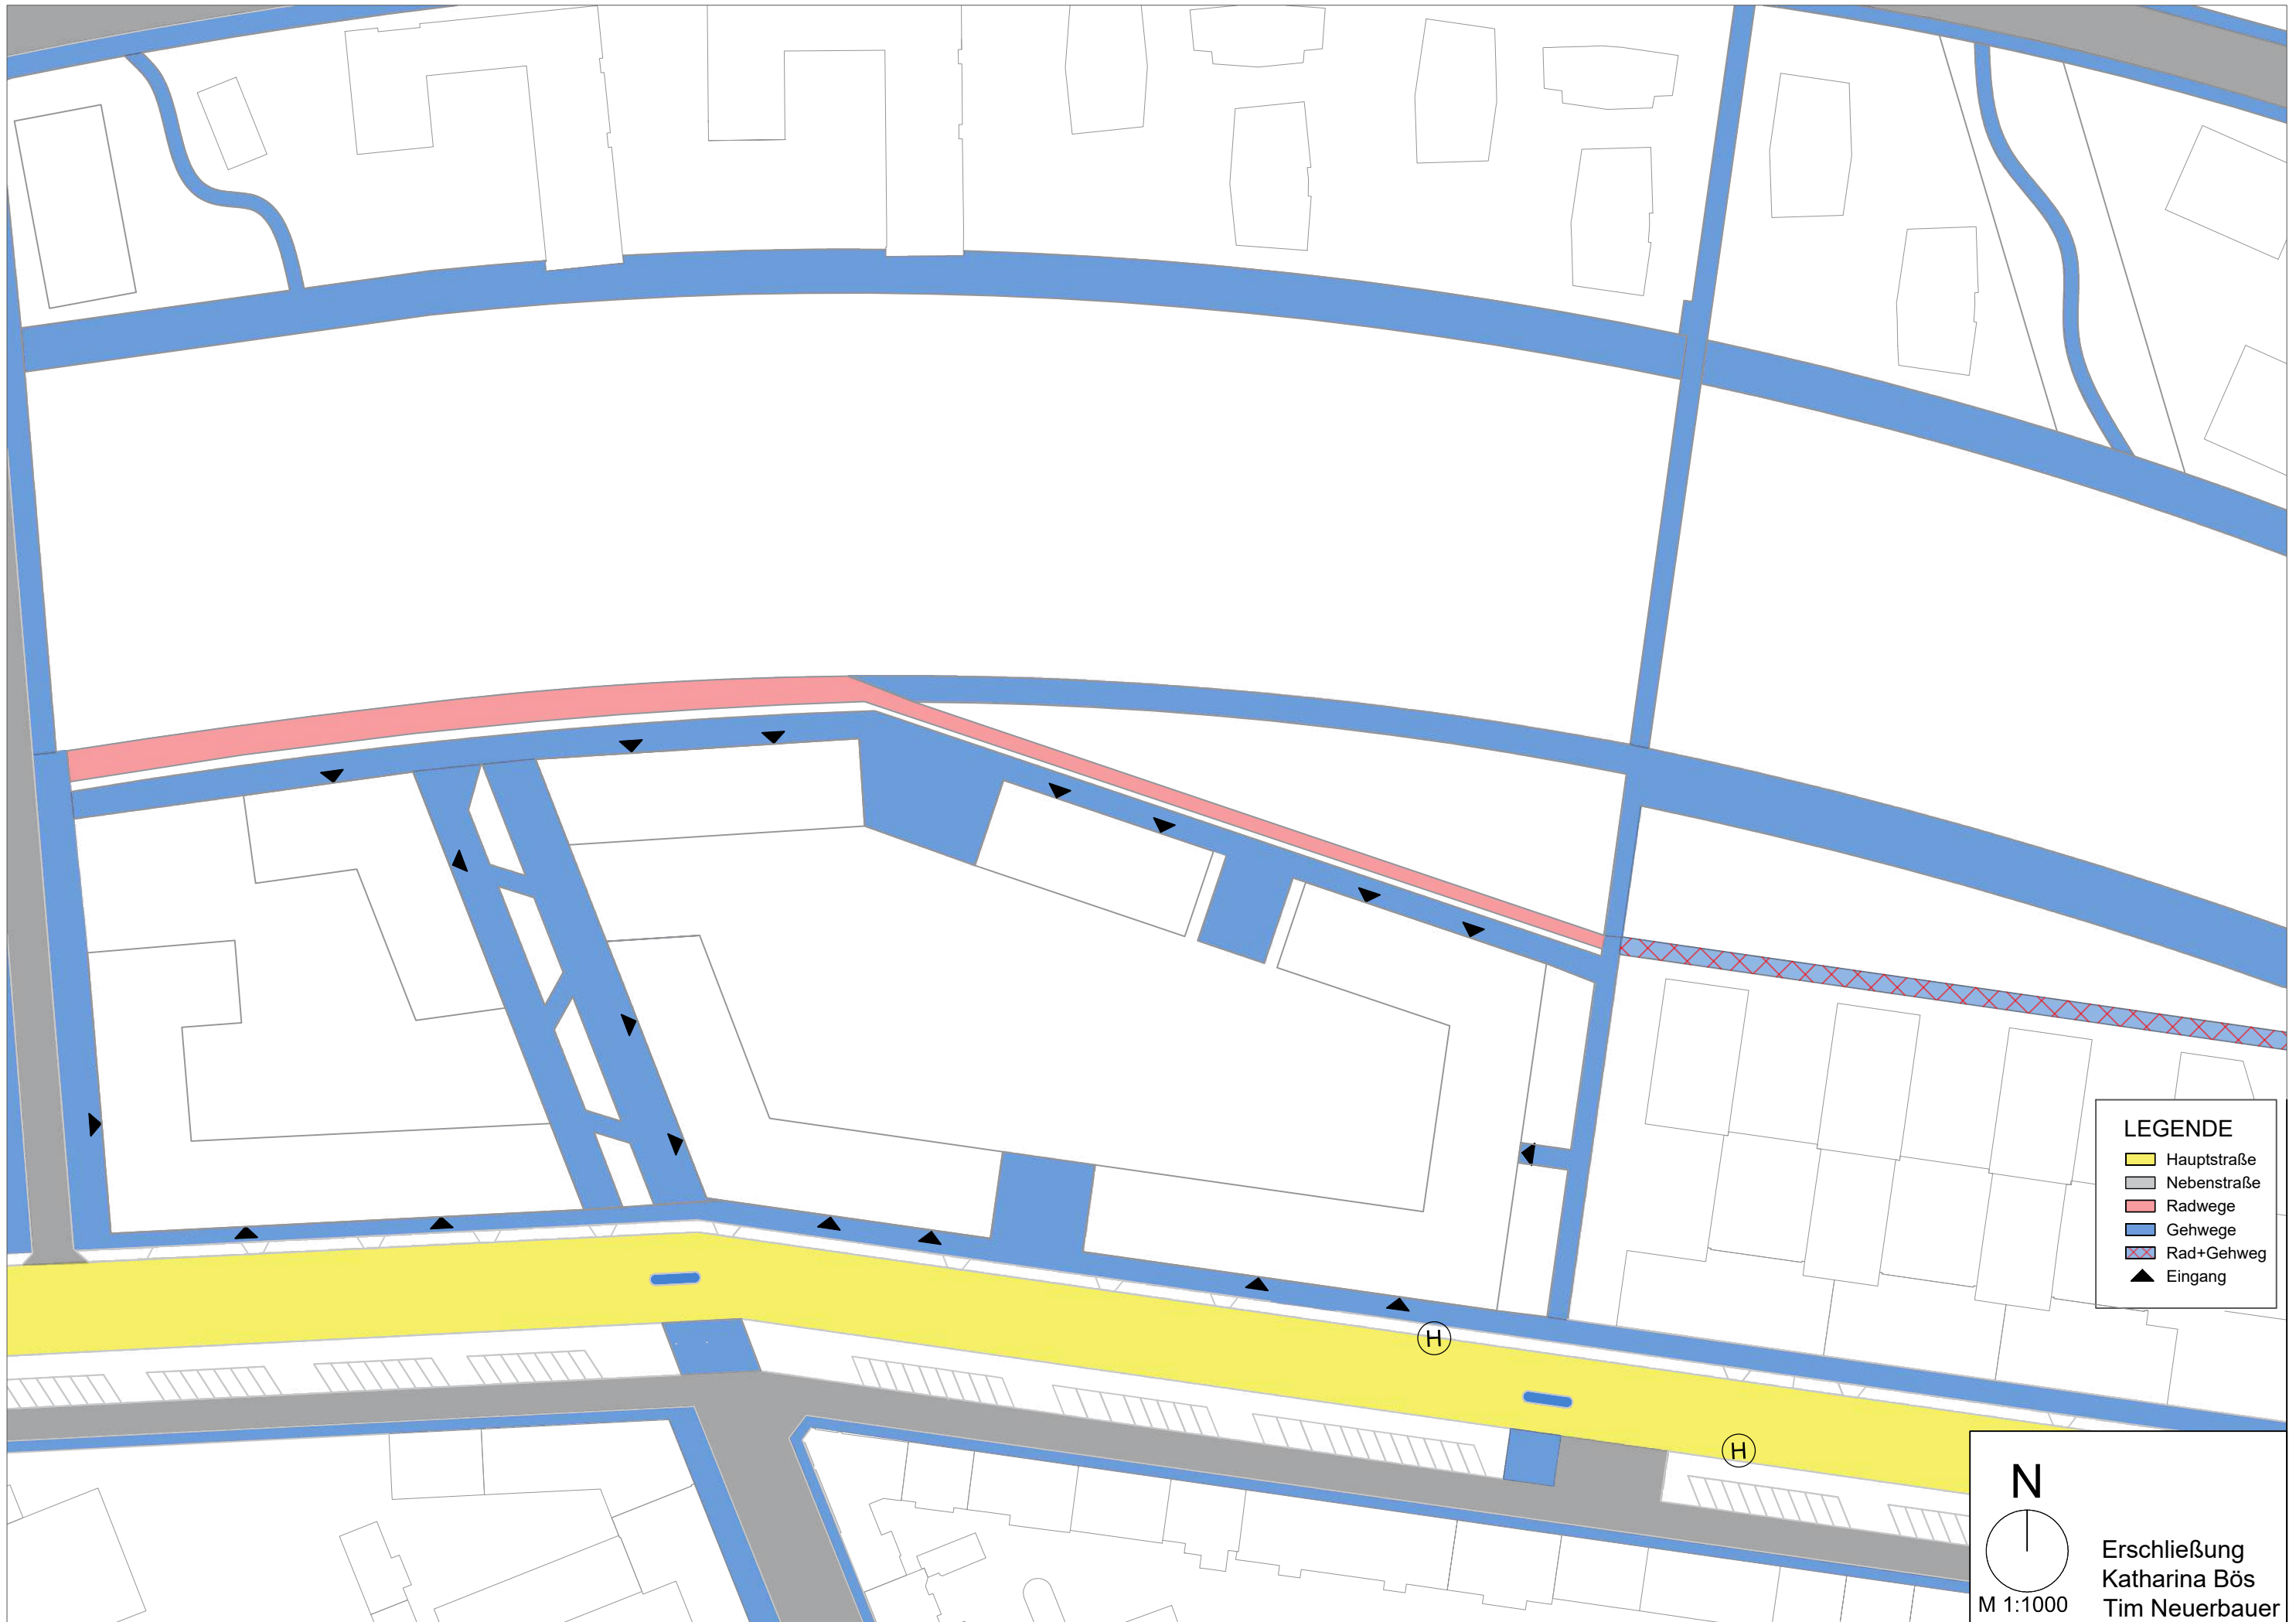 LEGENDE
Hauptstraße
Nebenstraße
Radwege
Gehwege
Rad+Gehweg
Eingang
H
H
N
M 1:1000
Erschließung
Katharina Bös
Tim Neuerbauer